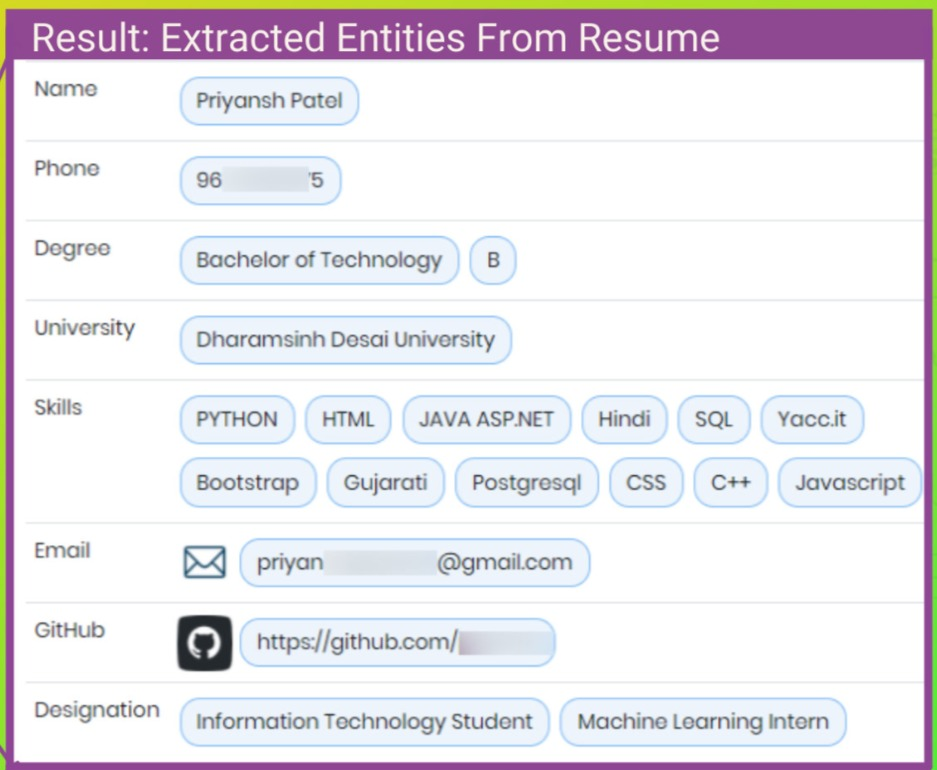 Result: Extracted Entities From Resume
Name Priyansh Patel
Phone 96 5
Degree Bachelor of Technology B
University Dharamsinh Desai University
Skills PYTHON HTML JAVA ASP.NET Hindi SQL Yacc.it
Bootstrap Gujarati Postgresql CSS C++ Javascript
Email priyan @gmail.com
GitHub https://github.com/
Designation Information Technology Student Machine Learning Intern